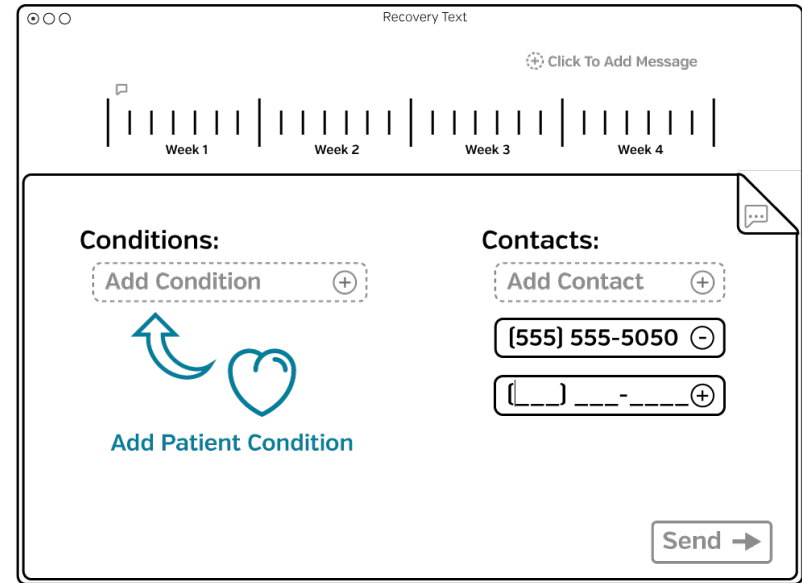 Recovery Text
Click To Add Message
Week 1
Week 2
Week 3
Week 4
Conditions:
Add Condition
Add Patient Condition
Contacts:
Add Contact
(555) 555-5050
(___) ___-____
Send